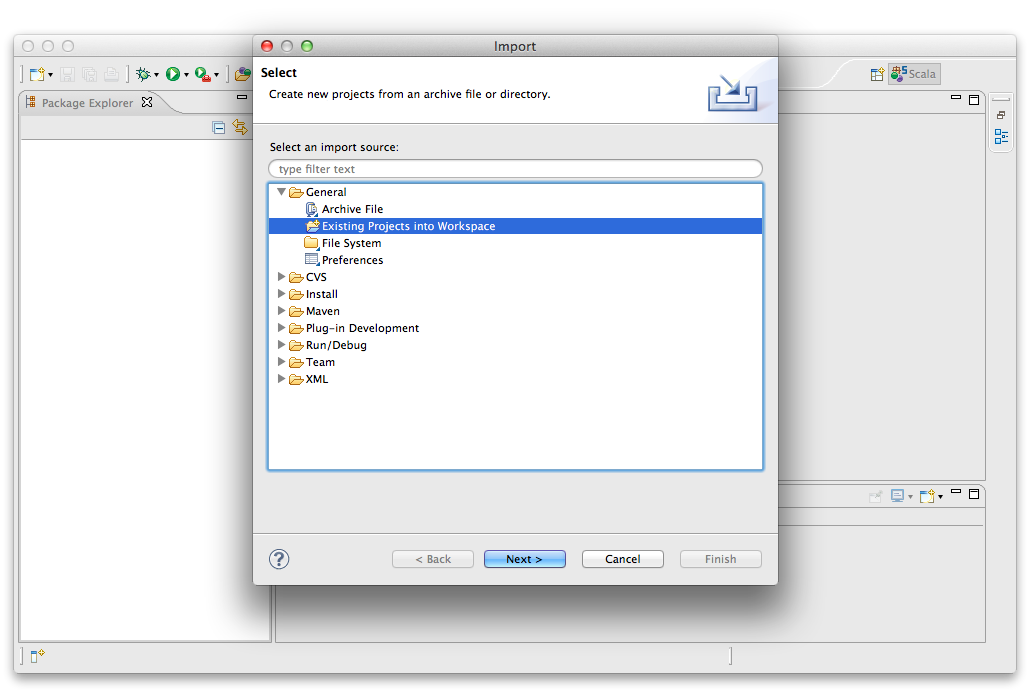 Import
Scala
Package Explorer
Select
Create new projects from an archive file or directory.
Select an import source:
type filter text
General
Archive File
Existing Projects into Workspace
File System
Preferences
CVS
Install
Maven
Plug-in Development
Run/Debug
Team
XML
?
< Back
Next >
Cancel
Finish